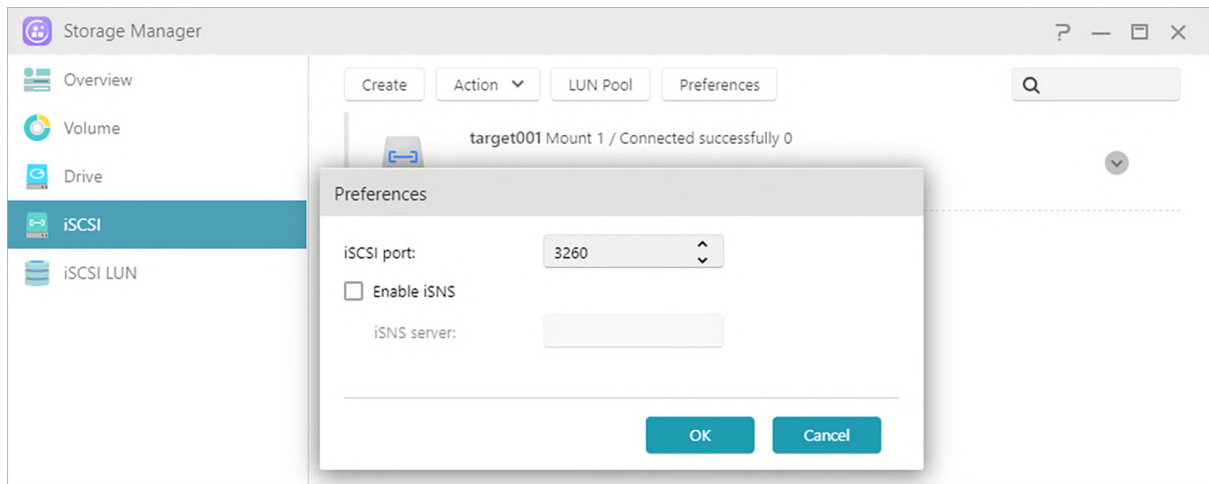 Storage Manager
Overview
Volume
Drive
iSCSI
iSCSI LUN
Create Action LUN Pool Preferences
target001 Mount 1 / Connected successfully 0
Preferences
iSCSI port: 3260
Enable iSNS
iSNS server:
OK Cancel